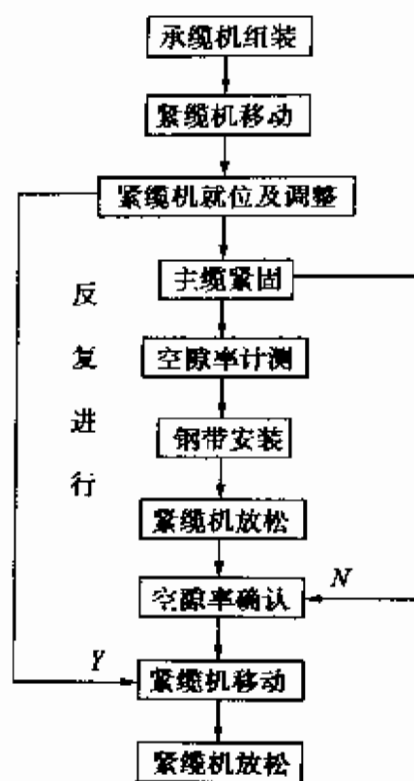 承缆机组装
紧缆机移动
紧缆机就位及调整
主缆紧固
反
复
进
行
空隙率计测
钢带安装
紧缆机放松
空隙率确认
N
Y
紧缆机移动
紧缆机放松